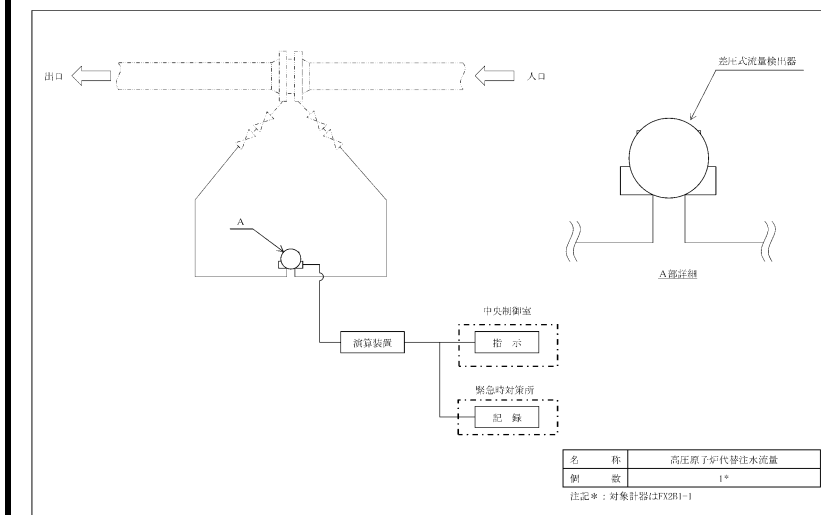 差圧式流量検出器
出口
入口
A
A部詳細
中央制御室
演算装置
指 示
緊急時対策所
記 録
名 称 高圧原子炉代替注水流量
個 数 1*
注記*：対象計器はFX2B1-1